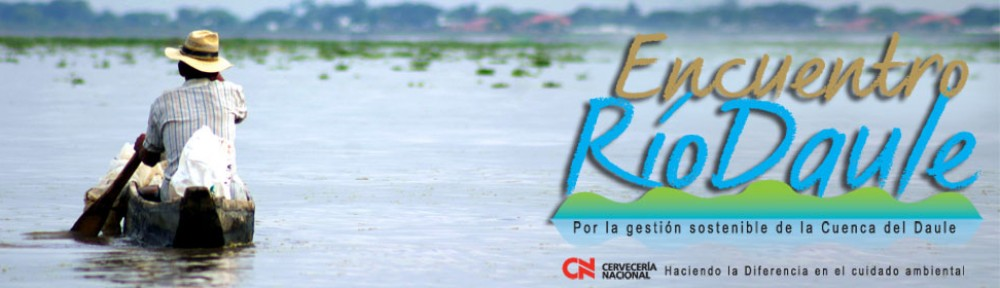 Encuentro
RíoDaule
Por la gestión sostenible de la Cuenca del Daule
CN CERVECERÍA NACIONAL Haciendo la Diferencia en el cuidado ambiental